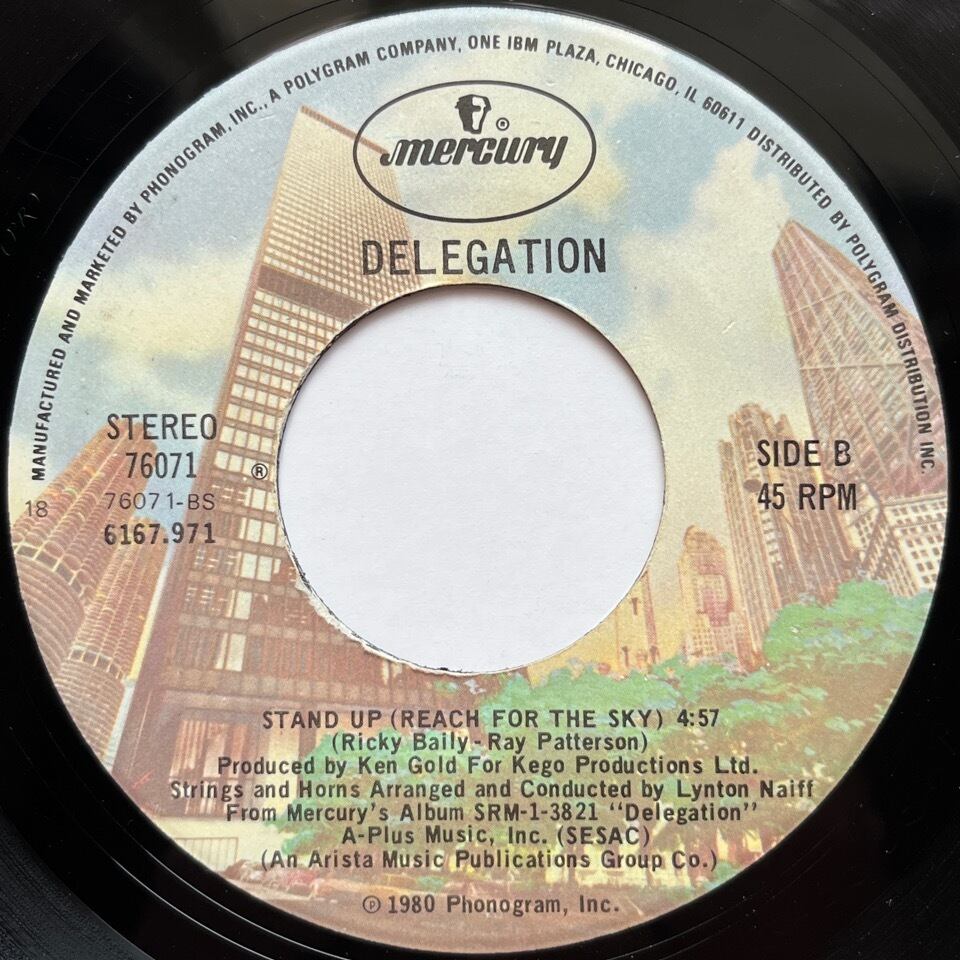 MANUFACTURED AND MARKETED BY PHONOGRAM, INC., A POLYGRAM COMPANY, ONE IBM PLAZA, CHICAGO, IL 60611 DISTRIBUTED BY POLYGRAM DISTRIBUTION INC.
mercury ®
DELEGATION
STEREO
76071 ®
18 76071-BS
6167.971
SIDE B
45 RPM
STAND UP (REACH FOR THE SKY) 4:57
(Ricky Baily - Ray Patterson)
Produced by Ken Gold For Kego Productions Ltd.
Strings and Horns Arranged and Conducted by Lynton Naiff
From Mercury's Album SRM-1-3821 "Delegation"
A-Plus Music, Inc. (SESAC)
(An Arista Music Publications Group Co.)
℗ 1980 Phonogram, Inc.